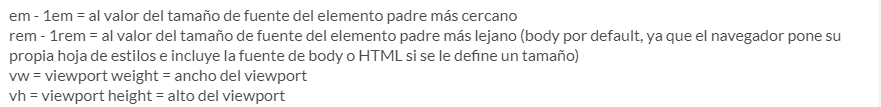 em - 1em = al valor del tamaño de fuente del elemento padre más cercano
rem - 1rem = al valor del tamaño de fuente del elemento padre más lejano (body por default, ya que el navegador pone su
propia hoja de estilos e incluye la fuente de body o HTML si se le define un tamaño)
vw = viewport weight = ancho del viewport
vh = viewport height = alto del viewport